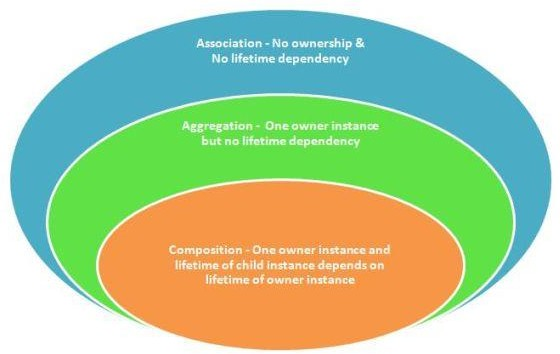 Association - No ownership &
No lifetime dependency
Aggregation -  One owner instance
but no lifetime dependency
Composition - One owner instance and
lifetime of child instance depends on
lifetime of owner instance